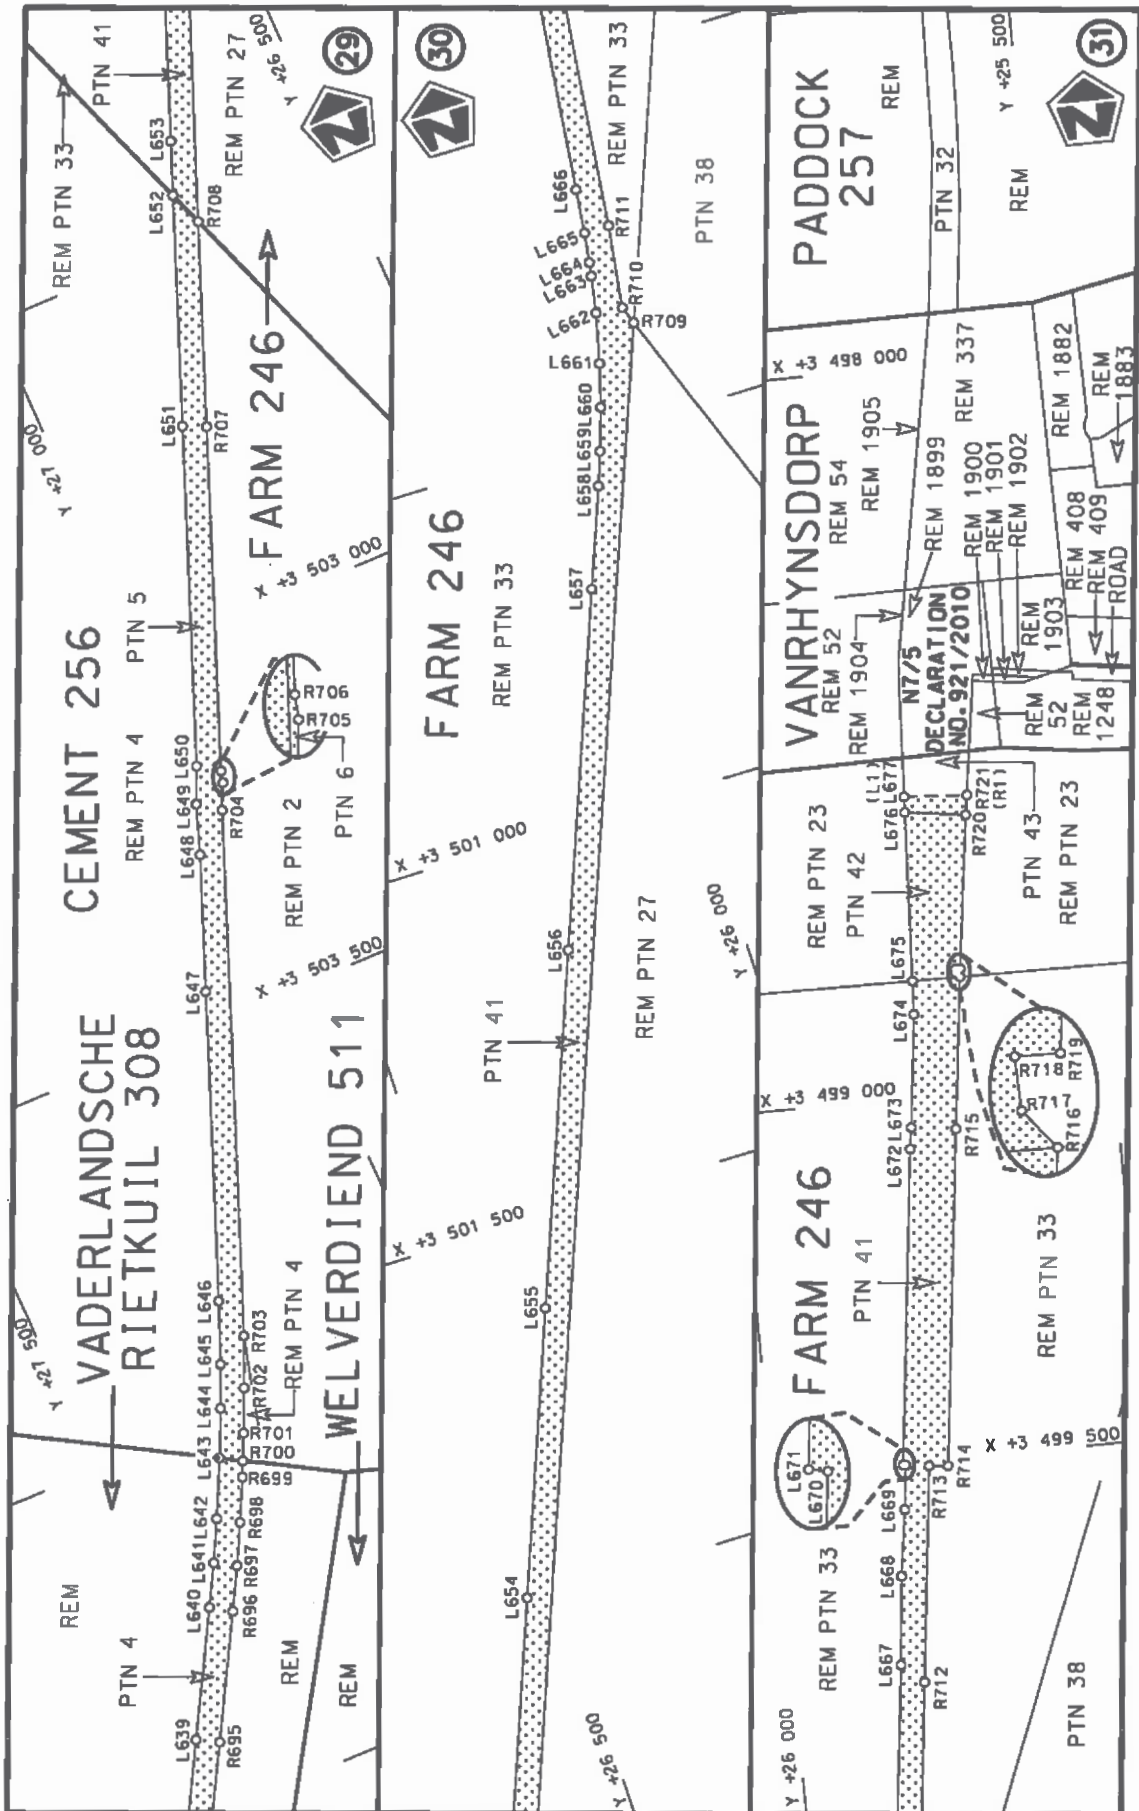 REM PTN 33
PTN 41
REM PTN 27
Y +26 500
29
L653
L652
R708
FARM 246
Y +27 000
L651
R707
X +3 503 000
CEMENT 256
PTN 5
REM PTN 4
L650
L649
L648
R704
R706
R705
PTN 6
REM PTN 2
L647
X +3 503 500
VADERLANDSCHE
RIETKUIL 308
WELVERDIEND 511
Y +27 500
L646
L645
L644
L643
R703
R702
R701
R700
R699
REM PTN 4
L642
L641
L640
L639
R698
R697
R696
R695
REM
PTN 4
REM
REM
30
REM PTN 33
PTN 38
L666
L665
L664
L663
L662
L661
L660
L659
L658
L657
R711
R710
R709
FARM 246
REM PTN 33
X +3 501 000
L656
PTN 41
REM PTN 27
Y +26 000
X +3 501 500
L655
L654
Y +26 500
31
PADDOCK
257
REM
Y +25 500
PTN 32
REM
X +3 498 000
VANRHYNSDORP
REM 54
REM 1905
REM 337
REM 1882
REM
1883
REM 1899
REM 1900
REM 1901
REM 1902
REM 408
REM 409
ROAD
REM 52
REM 1904
N7/5
DECLARATION
NO. 921/2010
REM
1903
REM
52
REM
1248
L677
(L1)
L676
R721
(R1)
R720
PTN 43
REM PTN 23
PTN 42
REM PTN 23
L675
L674
X +3 499 000
L673
L672
R715
R718
R719
R717
R716
FARM 246
PTN 41
REM PTN 33
X +3 499 500
L671
L670
L669
R714
R713
L668
L667
R712
REM PTN 33
PTN 38
Y +26 000